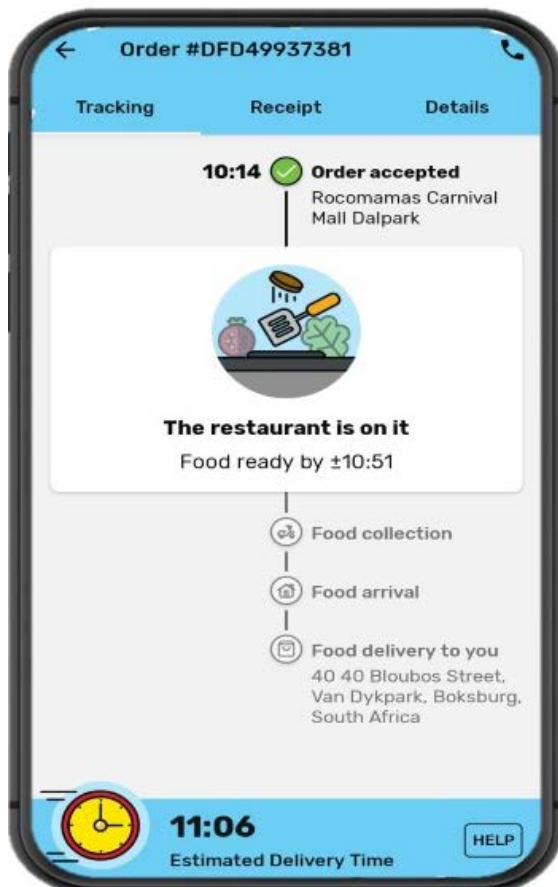 Order #DFD49937381
Tracking Receipt Details
10:14 Order accepted
Rocomamas Carnival
Mall Dalpark
The restaurant is on it
Food ready by ±10:51
Food collection
Food arrival
Food delivery to you
40 40 Bloubos Street,
Van Dykpark, Boksburg,
South Africa
11:06
Estimated Delivery Time
HELP